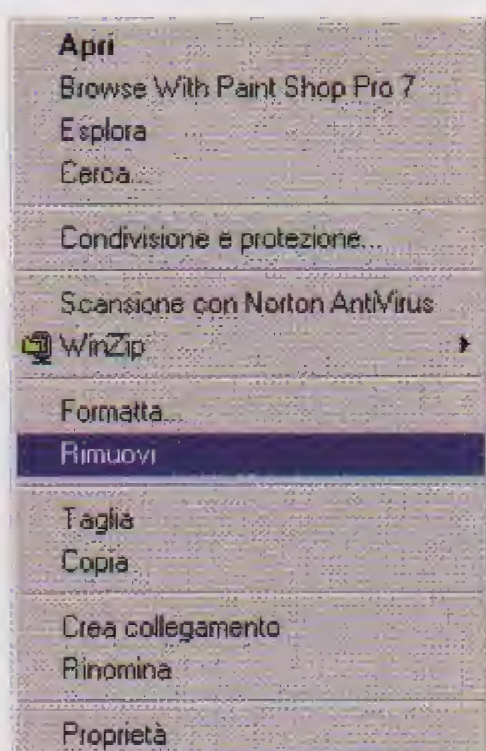 Apri
Browse With Paint Shop Pro 7
Esplora
Cerca...
Condivisione e protezione...
Scansione con Norton AntiVirus
WinZip
Formatta...
Rimuovi
Taglia
Copia
Crea collegamento
Rinomina
Proprietà